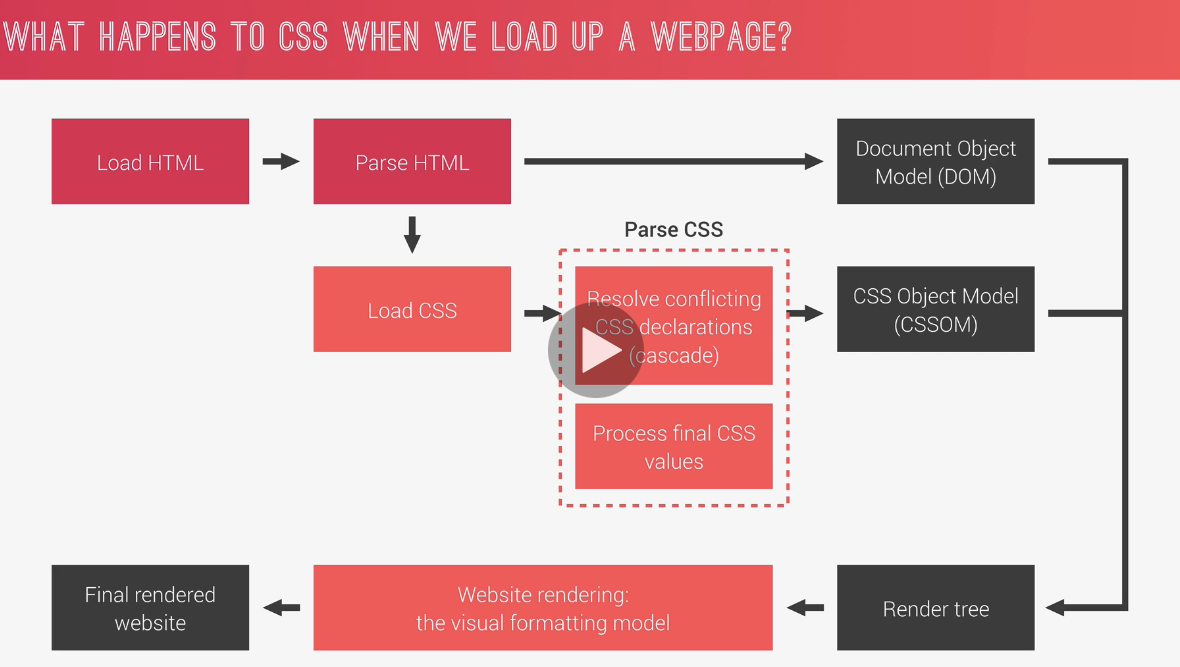 WHAT HAPPENS TO CSS WHEN WE LOAD UP A WEBPAGE?
Load HTML
Parse HTML
Document Object
Model (DOM)
Parse CSS
Load CSS
Resolve conflicting
CSS declarations
(cascade)
CSS Object Model
(CSSOM)
Process final CSS
values
Final rendered
website
Website rendering:
the visual formatting model
Render tree